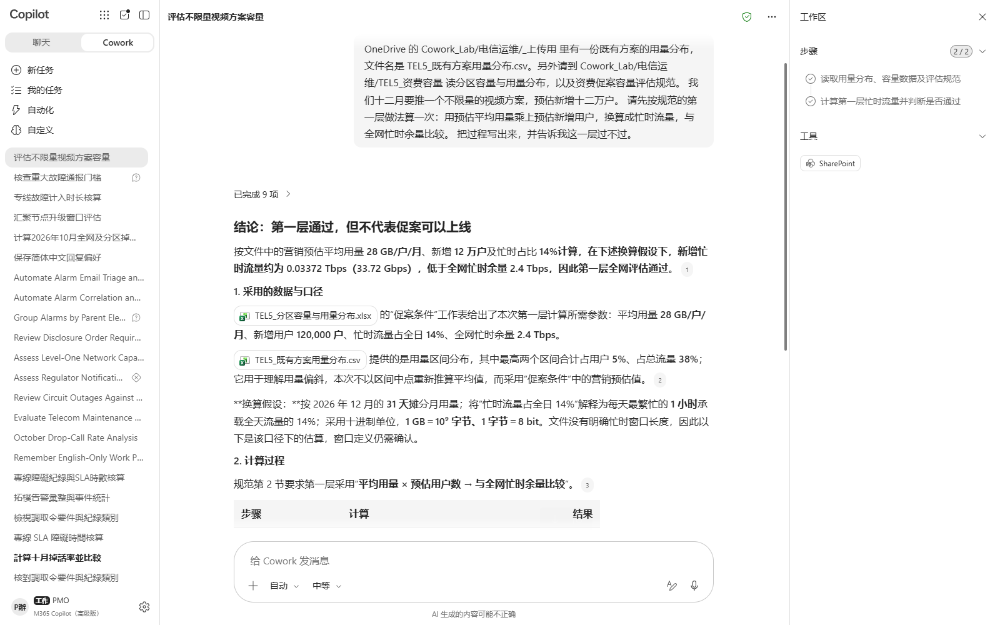 Copilot
聊天
Cowork
新任务
我的任务
自动化
自定义
评估不限量视频方案容量
核查重大故障通报门槛
专线故障计入时长核算
汇聚节点升级窗口评估
计算2026年10月全网及分区掉...
保存简体中文回复偏好
Automate Alarm Email Triage an...
Automate Alarm Correlation an...
Group Alarms by Parent Ele...
Review Disclosure Order Requir...
Assess Level-One Network Capa...
Assess Regulator Notificati...
Review Circuit Outages Against ...
Evaluate Telecom Maintenance ...
October Drop-Call Rate Analysis
Remember English-Only Work P...
專線障礙紀錄與SLA時數核算
拓樸告警彙整與事件統計
檢視調取令要件與紀錄類別
專線 SLA 障礙時間核算
計算十月掉話率並比較
核對調取令要件與紀錄類別
P辦
工作 PMO
M365 Copilot（高级版）
评估不限量视频方案容量
OneDrive 的 Cowork_Lab/电信运维/_上传用 里有一份既有方案的用量分布，
文件名是 TEL5_既有方案用量分布.csv。另外请到 Cowork_Lab/电信运
维/TEL5_资费容量 读分区容量与用量分布，以及资费促案容量评估规范。 我
们十二月要推一个不限量的视频方案，预估新增十二万户。 请先按规范的第
一层做法算一次：用预估平均用量乘上预估新增用户，换算成忙时流量，与
全网忙时余量比较。 把过程写出来，并告诉我这一层过不过。
已完成 9 项
结论：第一层通过，但不代表促案可以上线
按文件中的营销预估平均用量 28 GB/户/月、新增 12 万户及忙时占比 14%计算，在下述换算假设下，新增忙
时流量约为 0.03372 Tbps（33.72 Gbps），低于全网忙时余量 2.4 Tbps，因此第一层全网评估通过。 1
1. 采用的数据与口径
TEL5_分区容量与用量分布.xlsx 的“促案条件”工作表给出了本次第一层计算所需参数：平均用量 28 GB/户/
月、新增用户 120,000 户、忙时流量占全日 14%、全网忙时余量 2.4 Tbps。
TEL5_既有方案用量分布.csv 提供的是用量区间分布，其中最高两个区间合计占用户 5%、占总流量 38%；
它用于理解用量偏斜，本次不以区间中点重新推算平均值，而采用“促案条件”中的营销预估值。 2
**换算假设：**按 2026 年 12 月的 31 天摊分月用量；将“忙时流量占全日 14%”解释为每天最繁忙的 1 小时承
载全天流量的 14%；采用十进制单位，1 GB = 10⁹ 字节、1 字节 = 8 bit。文件没有明确忙时窗口长度，因此以
下是该口径下的估算，窗口定义仍需确认。
2. 计算过程
规范第 2 节要求第一层采用“平均用量 × 预估用户数 → 与全网忙时余量比较”。 3
步骤 计算 结果
给 Cowork 发消息
自动 中等
AI 生成的内容可能不正确
工作区
步骤 2 / 2
读取用量分布、容量数据及评估规范
计算第一层忙时流量并判断是否通过
工具
SharePoint